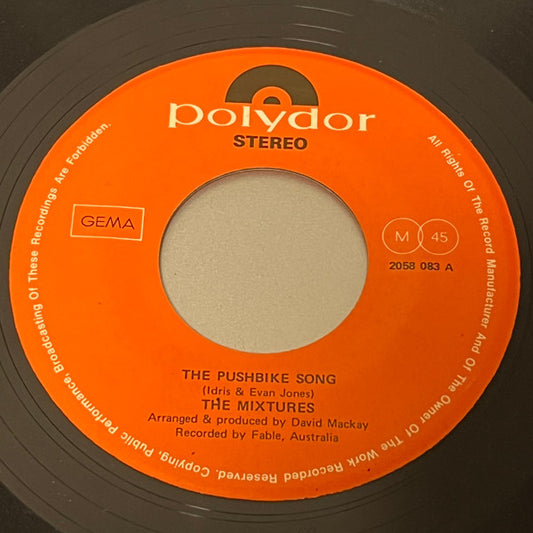 polydor
STEREO
GEMA
M 45
2058 083 A
THE PUSHBIKE SONG
(Idris & Evan Jones)
THE MIXTURES
Arranged & produced by David Mackay
Recorded by Fable, Australia
All Rights Of The Record Manufacturer And Of The Owner Of The Work Recorded Reserved. Copying, Public Performance, Broadcasting Of These Recordings Are Forbidden.